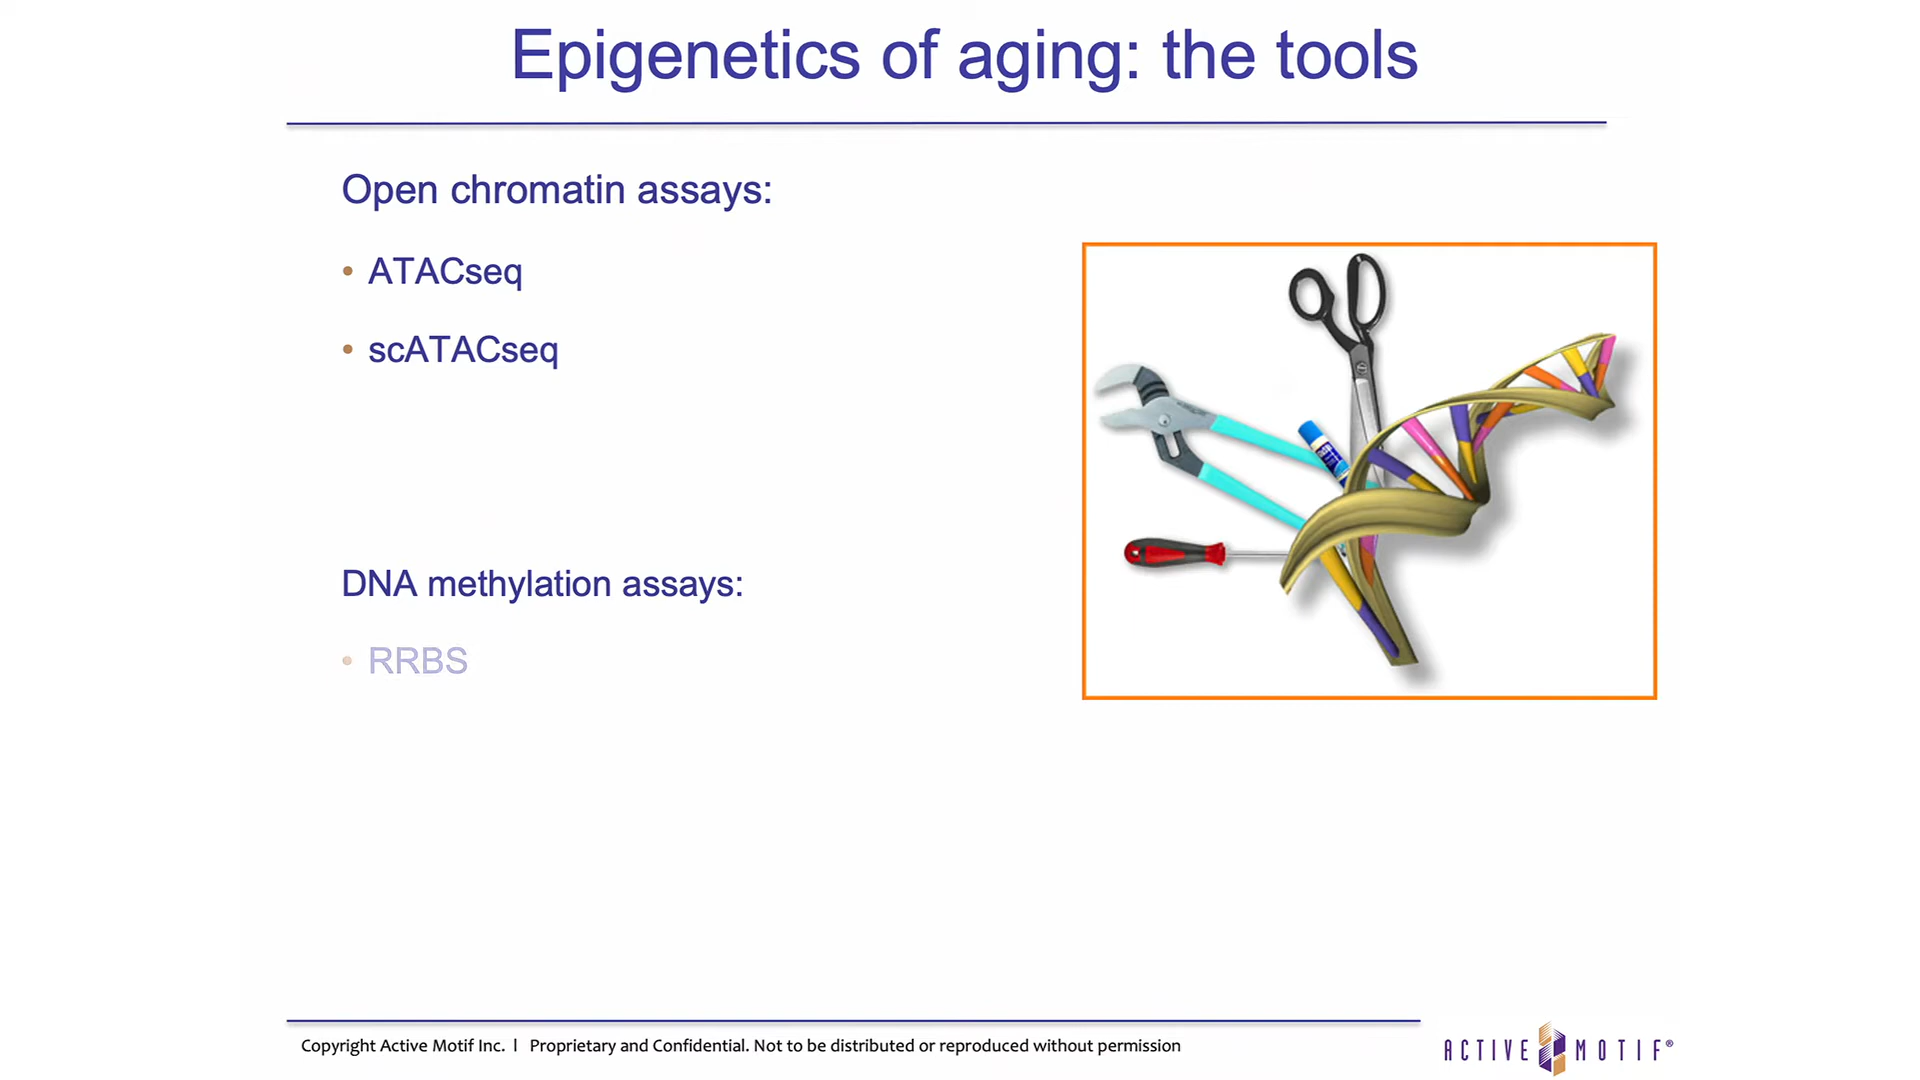 Epigenetics of aging: the tools
Open chromatin assays:
• ATACseq
• scATACseq
DNA methylation assays:
• RRBS
Copyright Active Motif Inc. | Proprietary and Confidential. Not to be distributed or reproduced without permission
ACTIVE MOTIF®